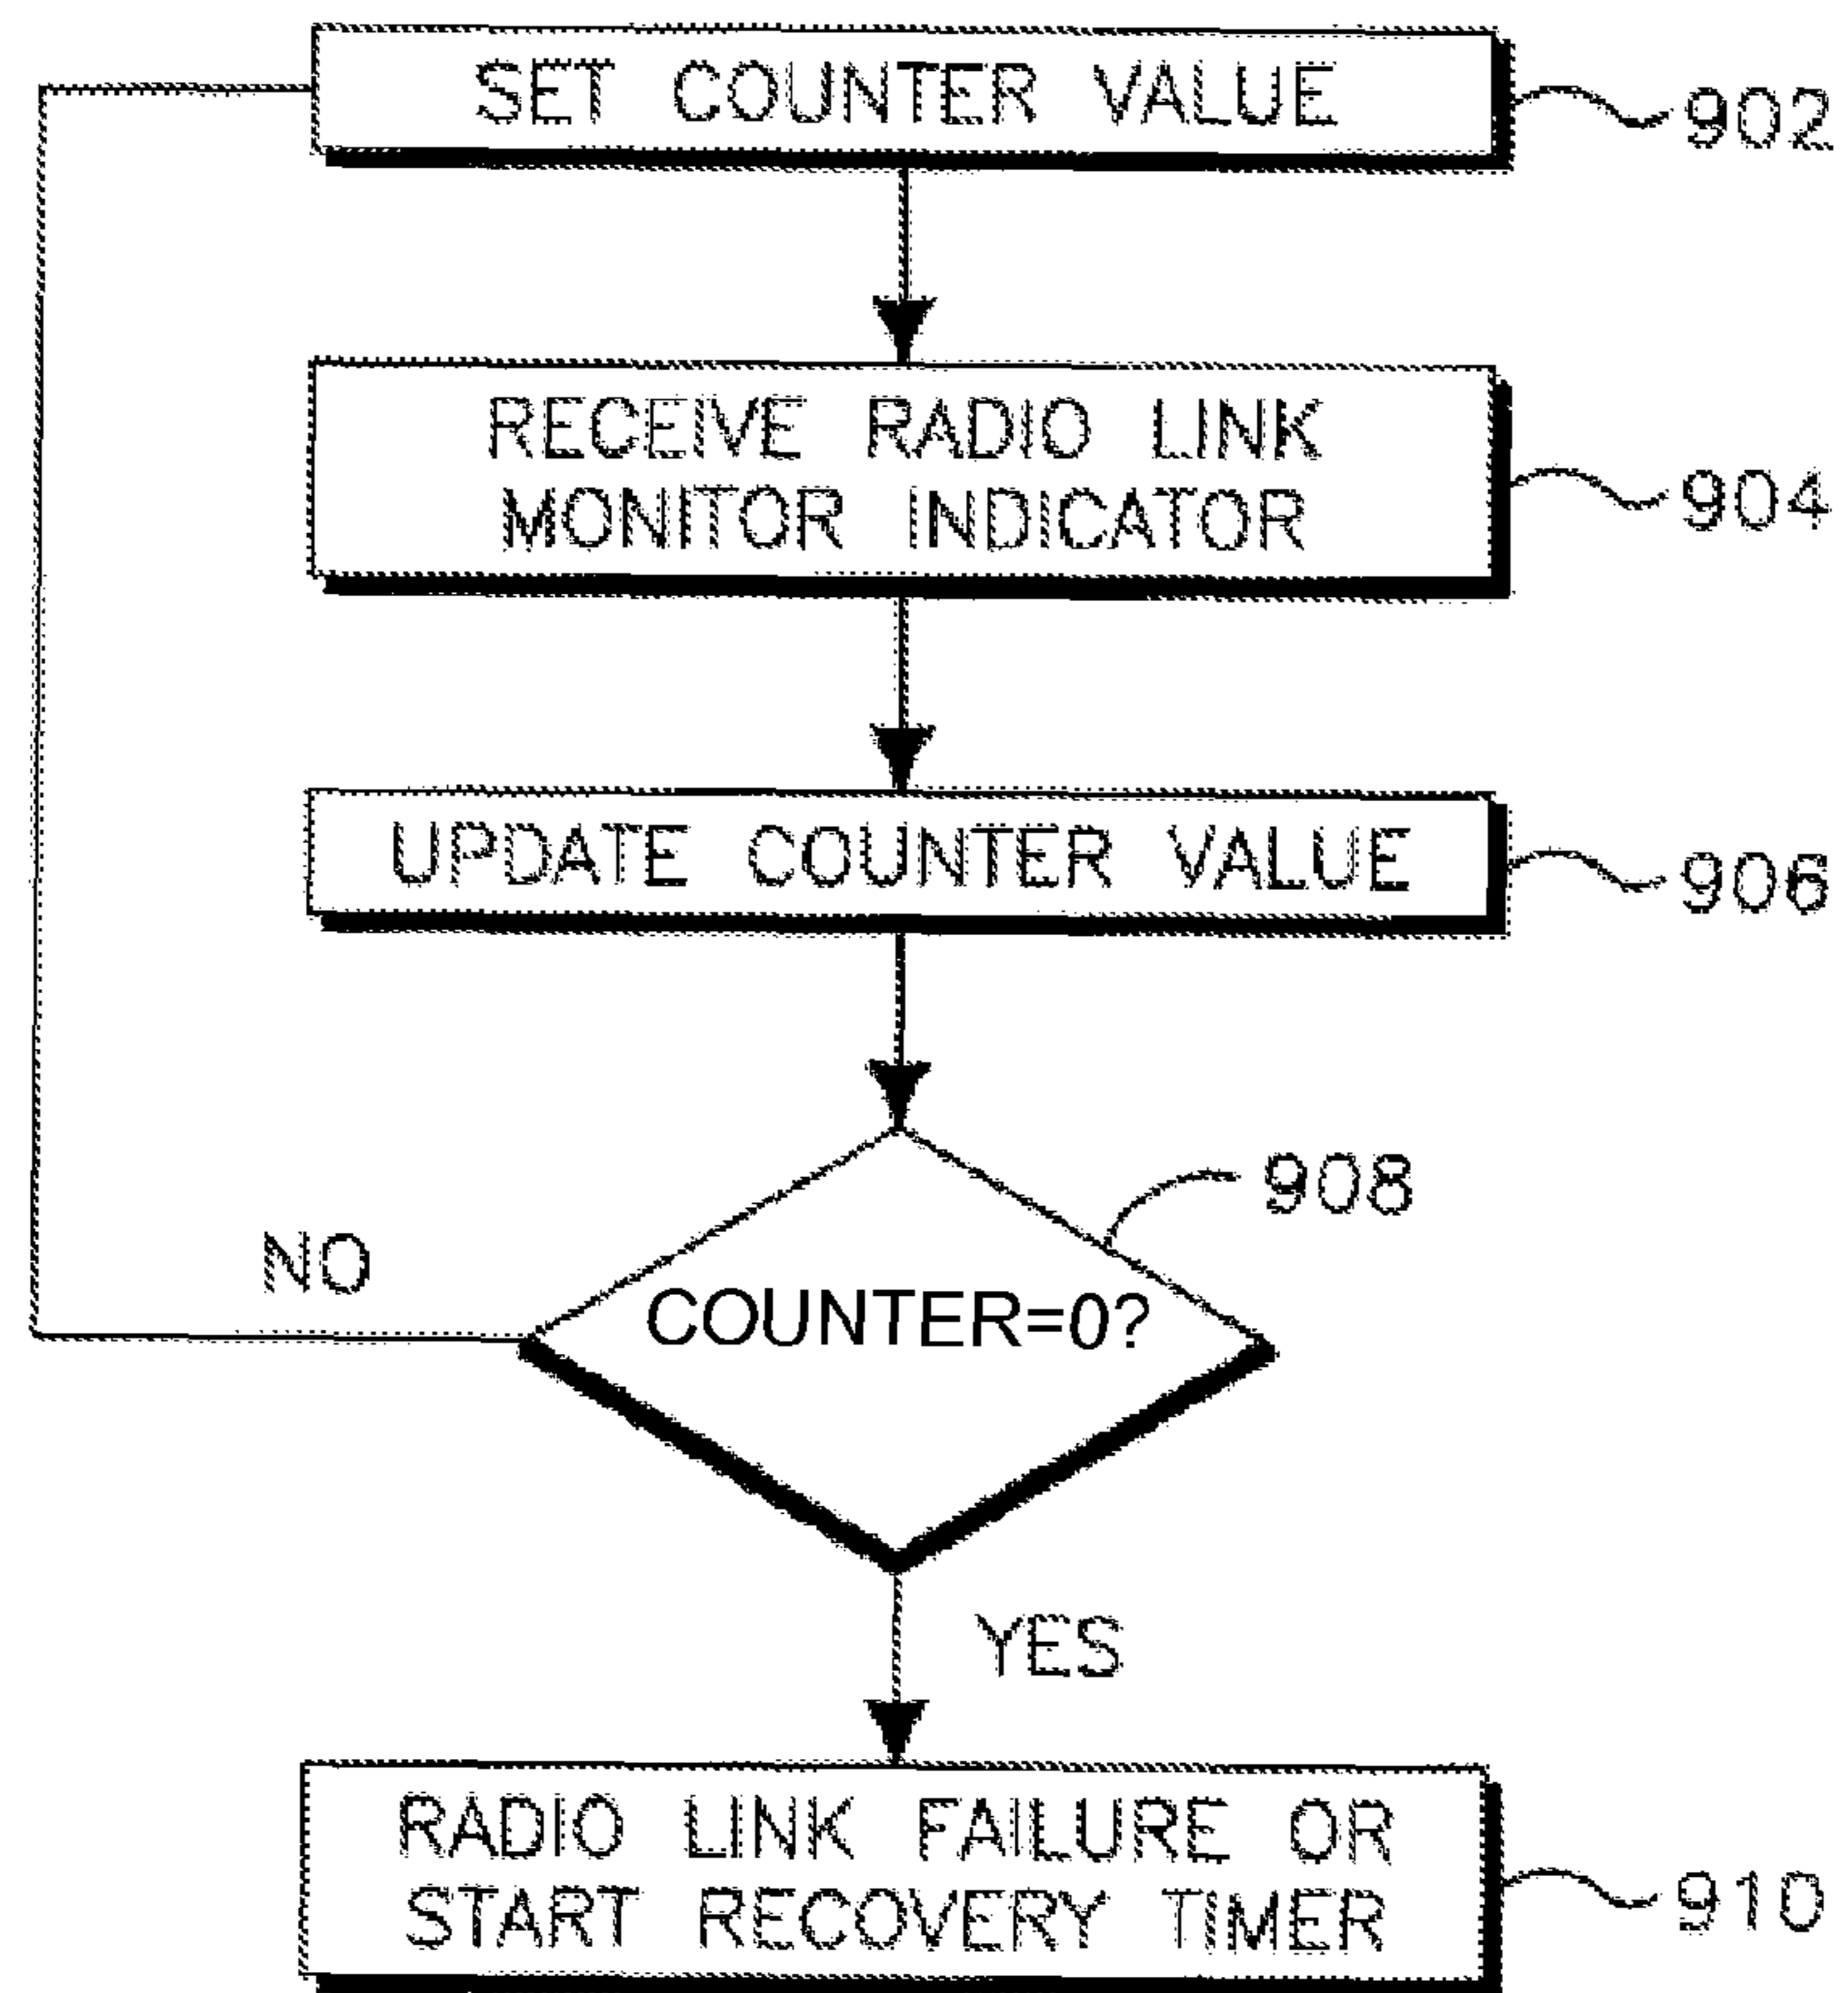 SET COUNTER VALUE
902
RECEIVE RADIO LINK
MONITOR INDICATOR
904
UPDATE COUNTER VALUE
906
908
NO
COUNTER=0?
YES
RADIO LINK FAILURE OR
START RECOVERY TIMER
910